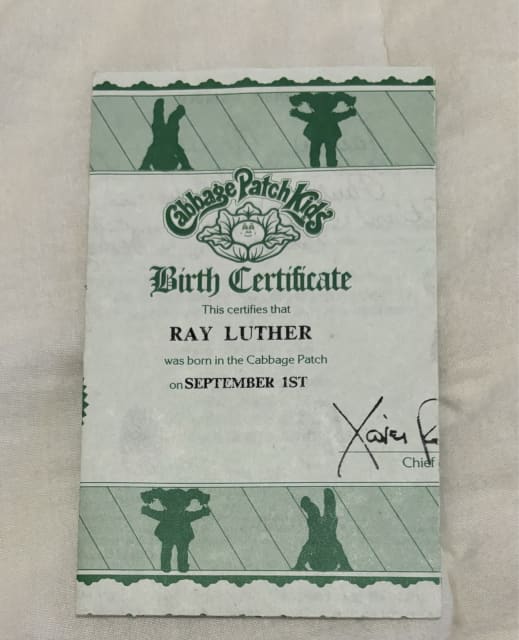 Cabbage Patch Kids
Birth Certificate
This certifies that
RAY LUTHER
was born in the Cabbage Patch
on SEPTEMBER 1ST
Xavier
Chief